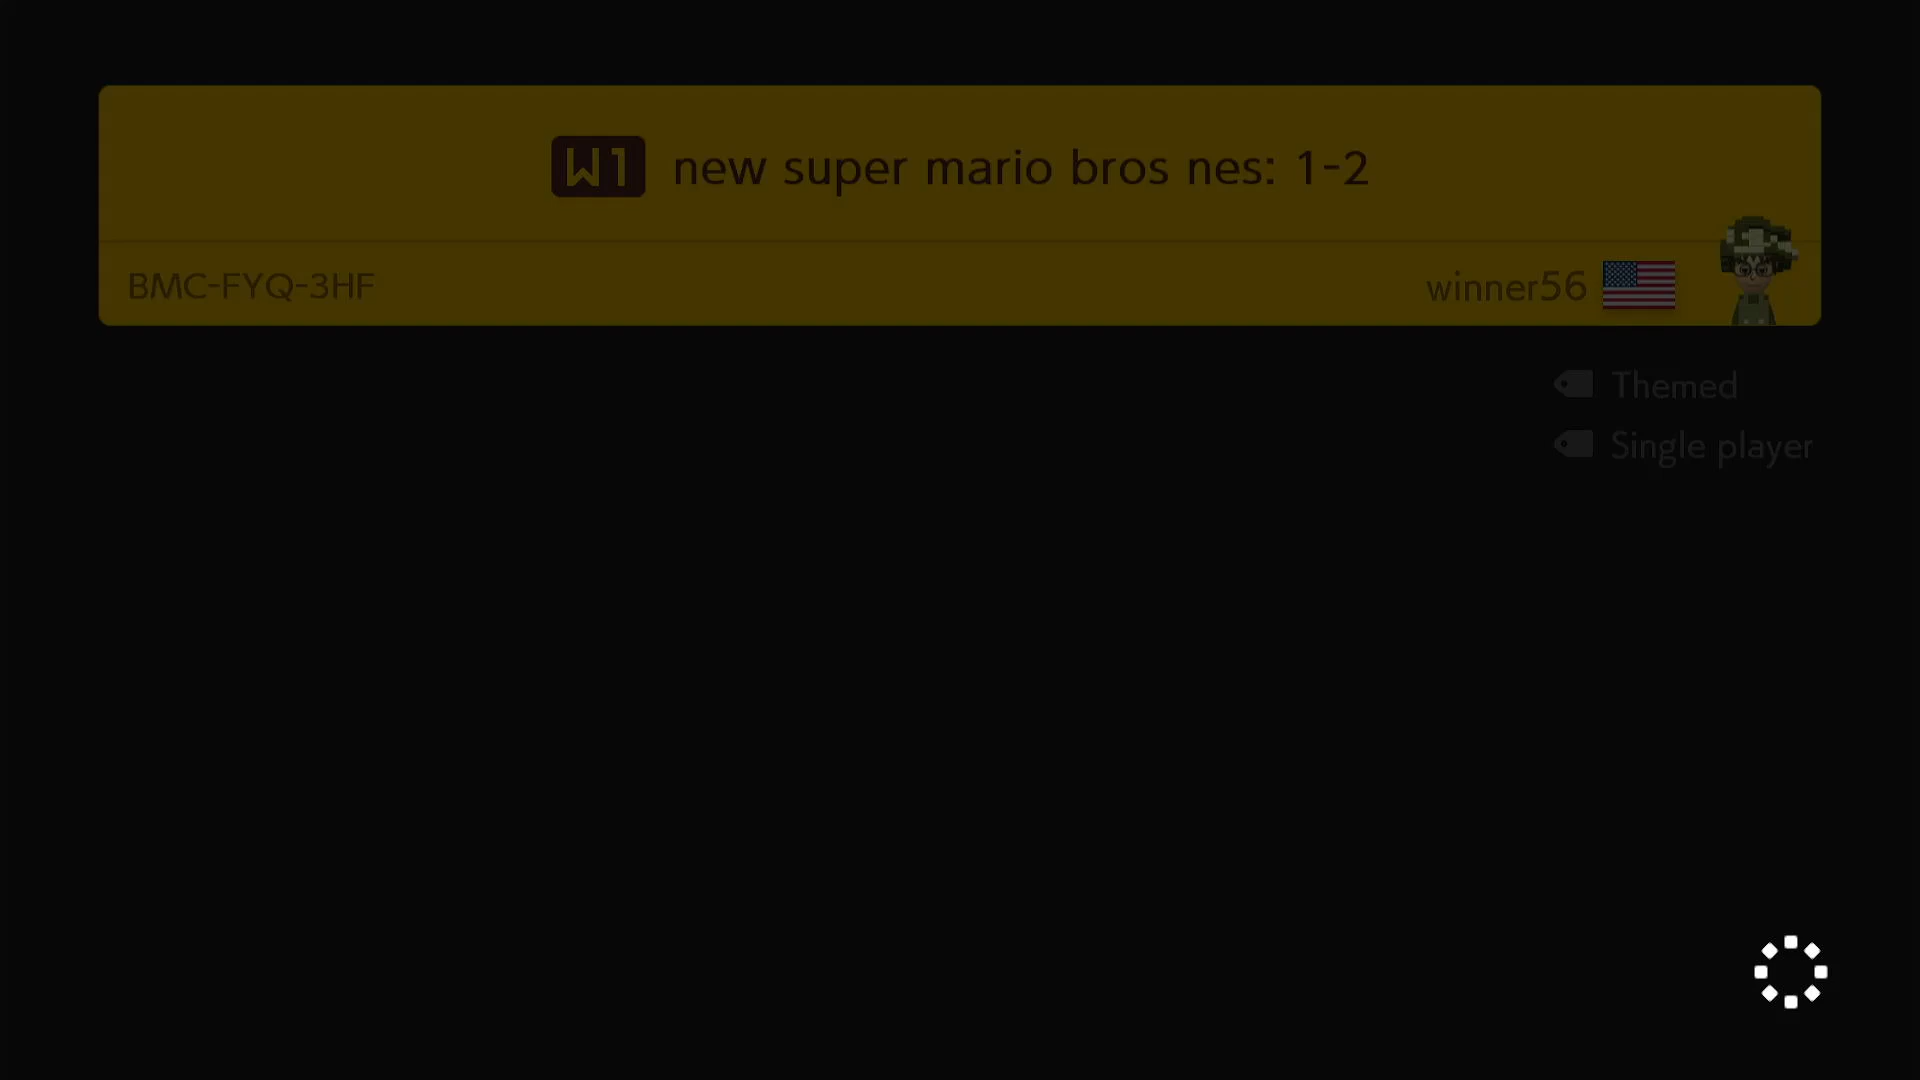 W1 new super mario bros nes: 1-2
BMC-FYQ-3HF
winner56
Themed
Single player